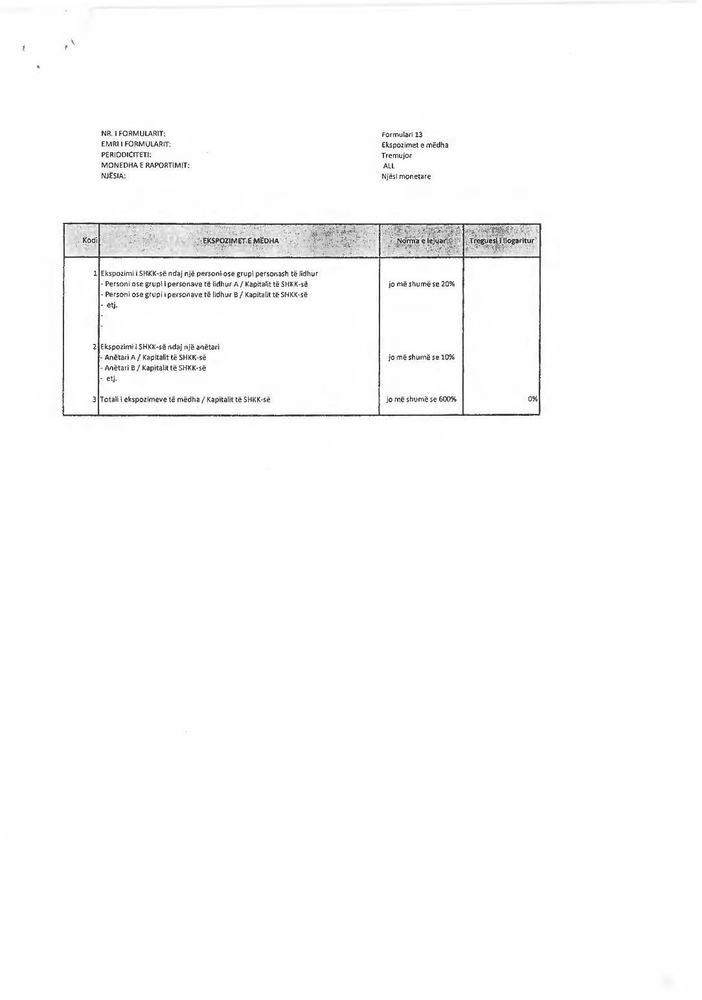 NR. I FORMULARIT: Formulari 13
EMRI I FORMULARIT: Ekspozimet e mëdha
PERIODICITETI: Tremujor
MONEDHA E RAPORTIMIT: ALL
NJËSIA: Njësi monetare
Kodi EKSPOZIMET E MËDHA Norma e lejuar Treguesi i llogaritur
1 Ekspozimi i SHKK-së ndaj një personi ose grupi personash të lidhur
- Personi ose grupi i personave të lidhur A / Kapitalit të SHKK-së jo më shumë se 20%
- Personi ose grupi i personave të lidhur B / Kapitalit të SHKK-së
- etj.
-
-
2 Ekspozimi i SHKK-së ndaj një anëtari
- Anëtari A / Kapitalit të SHKK-së jo më shumë se 10%
- Anëtari B / Kapitalit të SHKK-së
- etj.
3 Totali i ekspozimeve të mëdha / Kapitalit të SHKK-së jo më shumë se 600% 0%